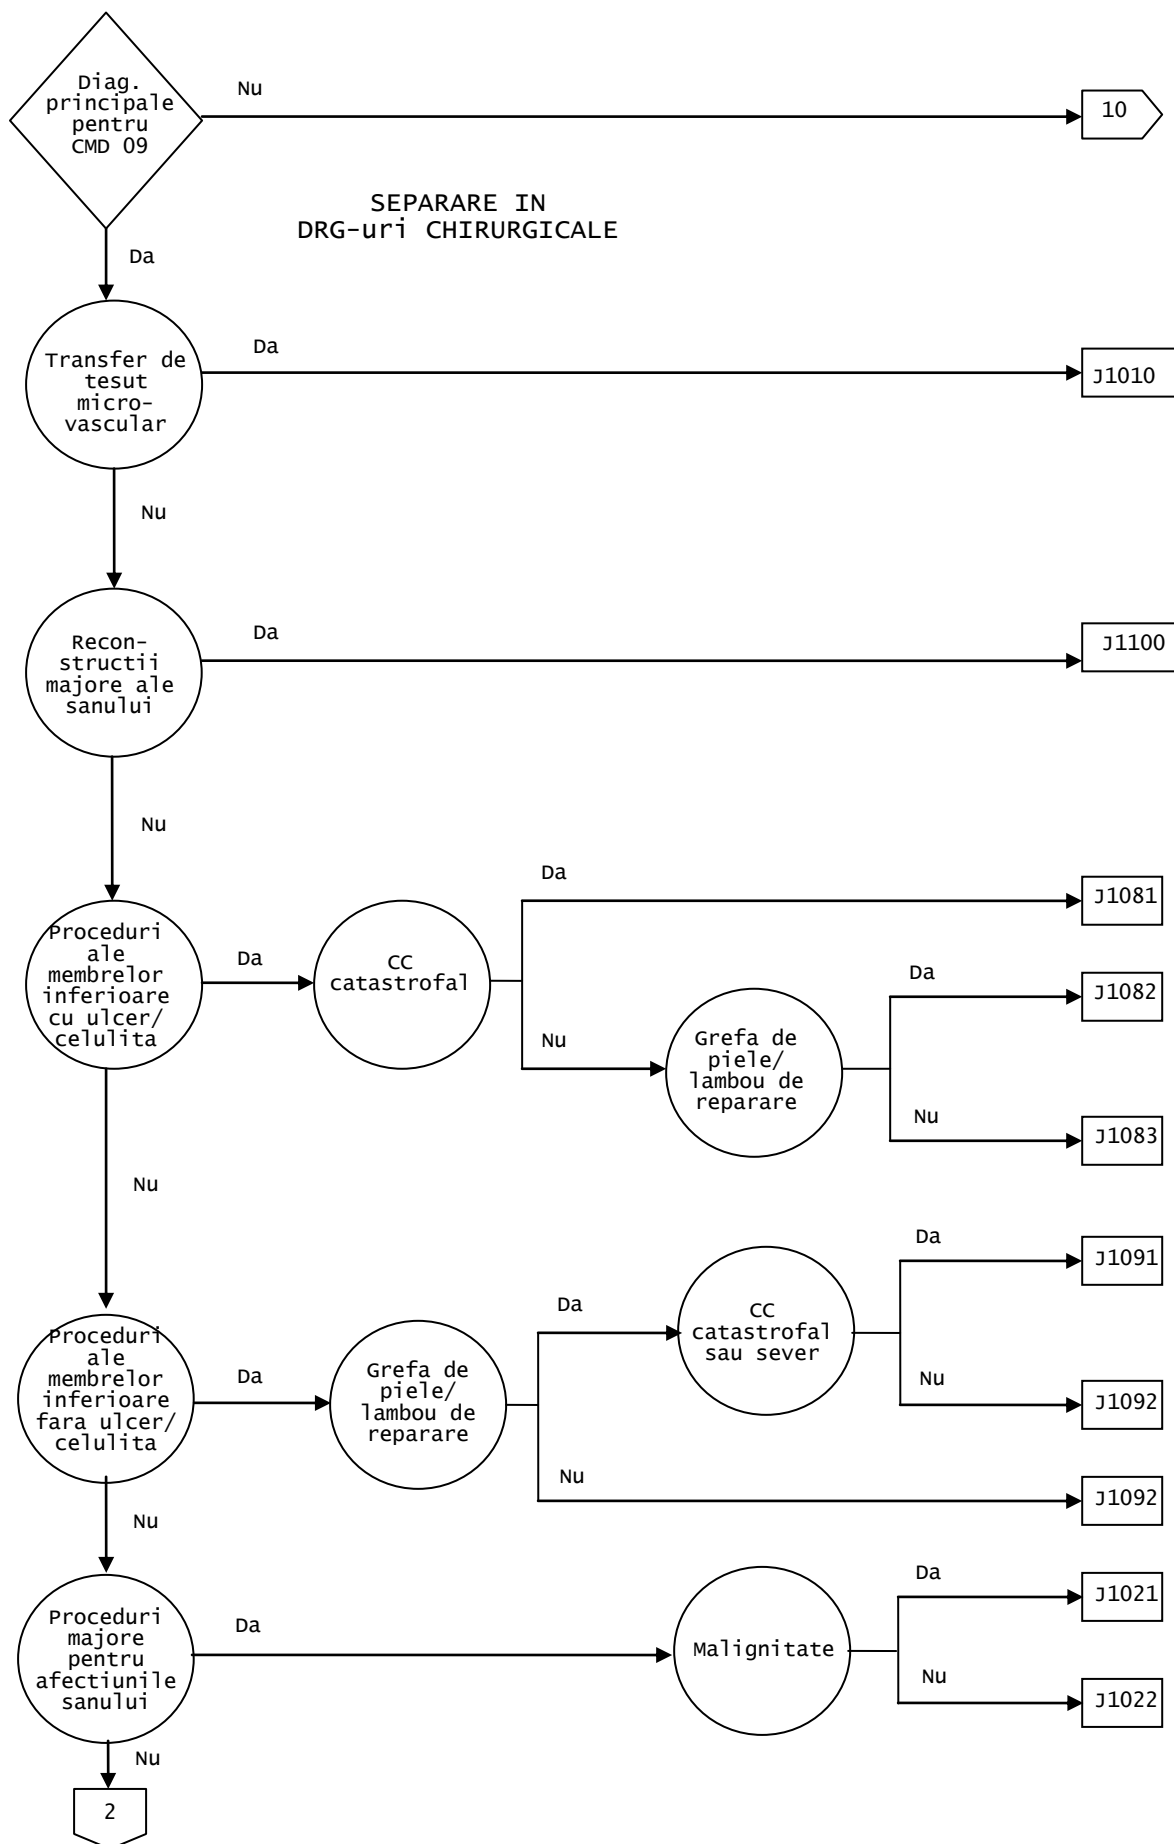 Diag.
principale
pentru
CMD 09
Nu
10
SEPARARE IN
DRG-uri CHIRURGICALE
Da
Transfer de
tesut
micro-
vascular
Da
J1010
Nu
Recon-
structii
majore ale
sanului
Da
J1100
Nu
Proceduri
ale
membrelor
inferioare
cu ulcer/
celulita
Da
CC
catastrofal
Da
J1081
Nu
Grefa de
piele/
lambou de
reparare
Da
J1082
Nu
J1083
Nu
Proceduri
ale
membrelor
inferioare
fara ulcer/
celulita
Da
Grefa de
piele/
lambou de
reparare
Da
CC
catastrofal
sau sever
Da
J1091
Nu
J1092
Nu
J1092
Nu
Proceduri
majore
pentru
afectiunile
sanului
Da
Malignitate
Da
J1021
Nu
J1022
Nu
2